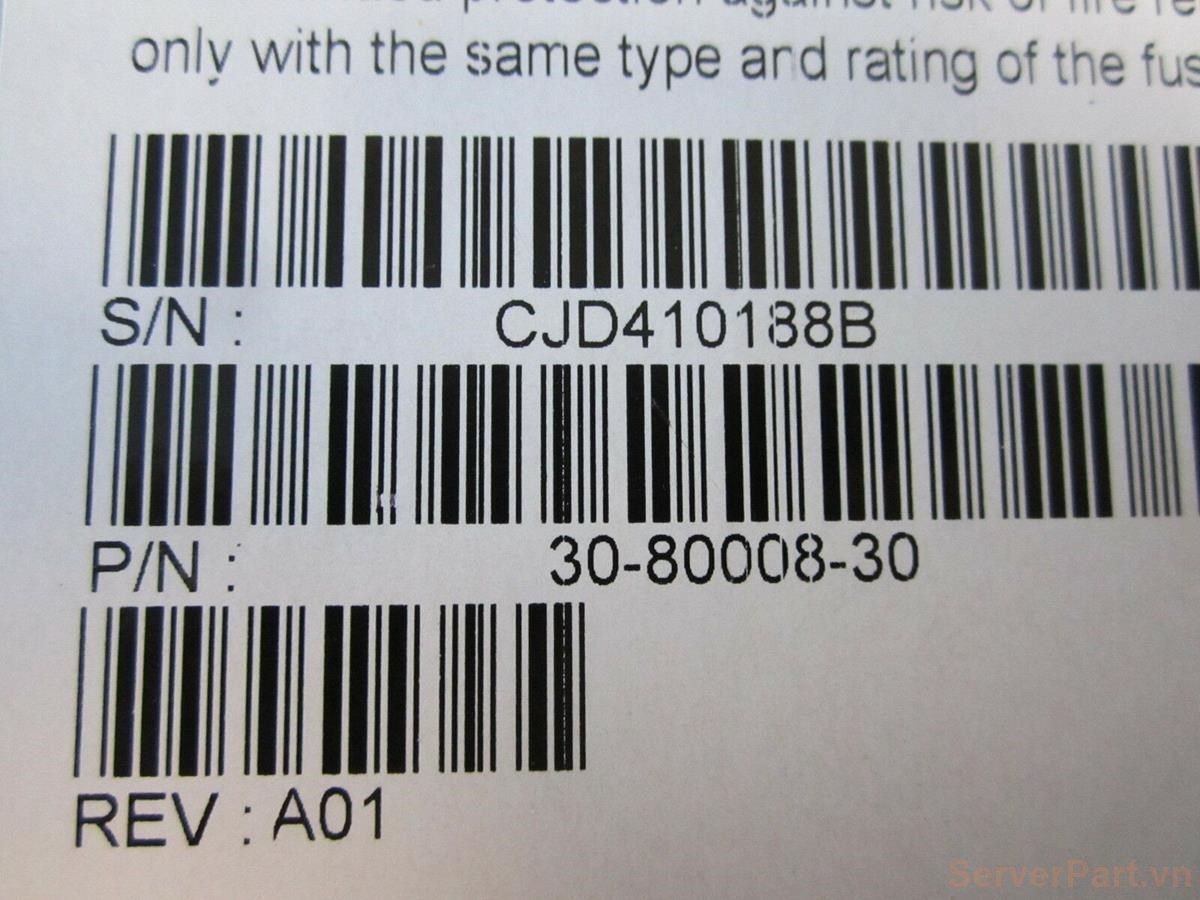 only with the same type and rating of the fus
S/N : CJD410188B
P/N : 30-80008-30
REV : A01
ServerPart.vn